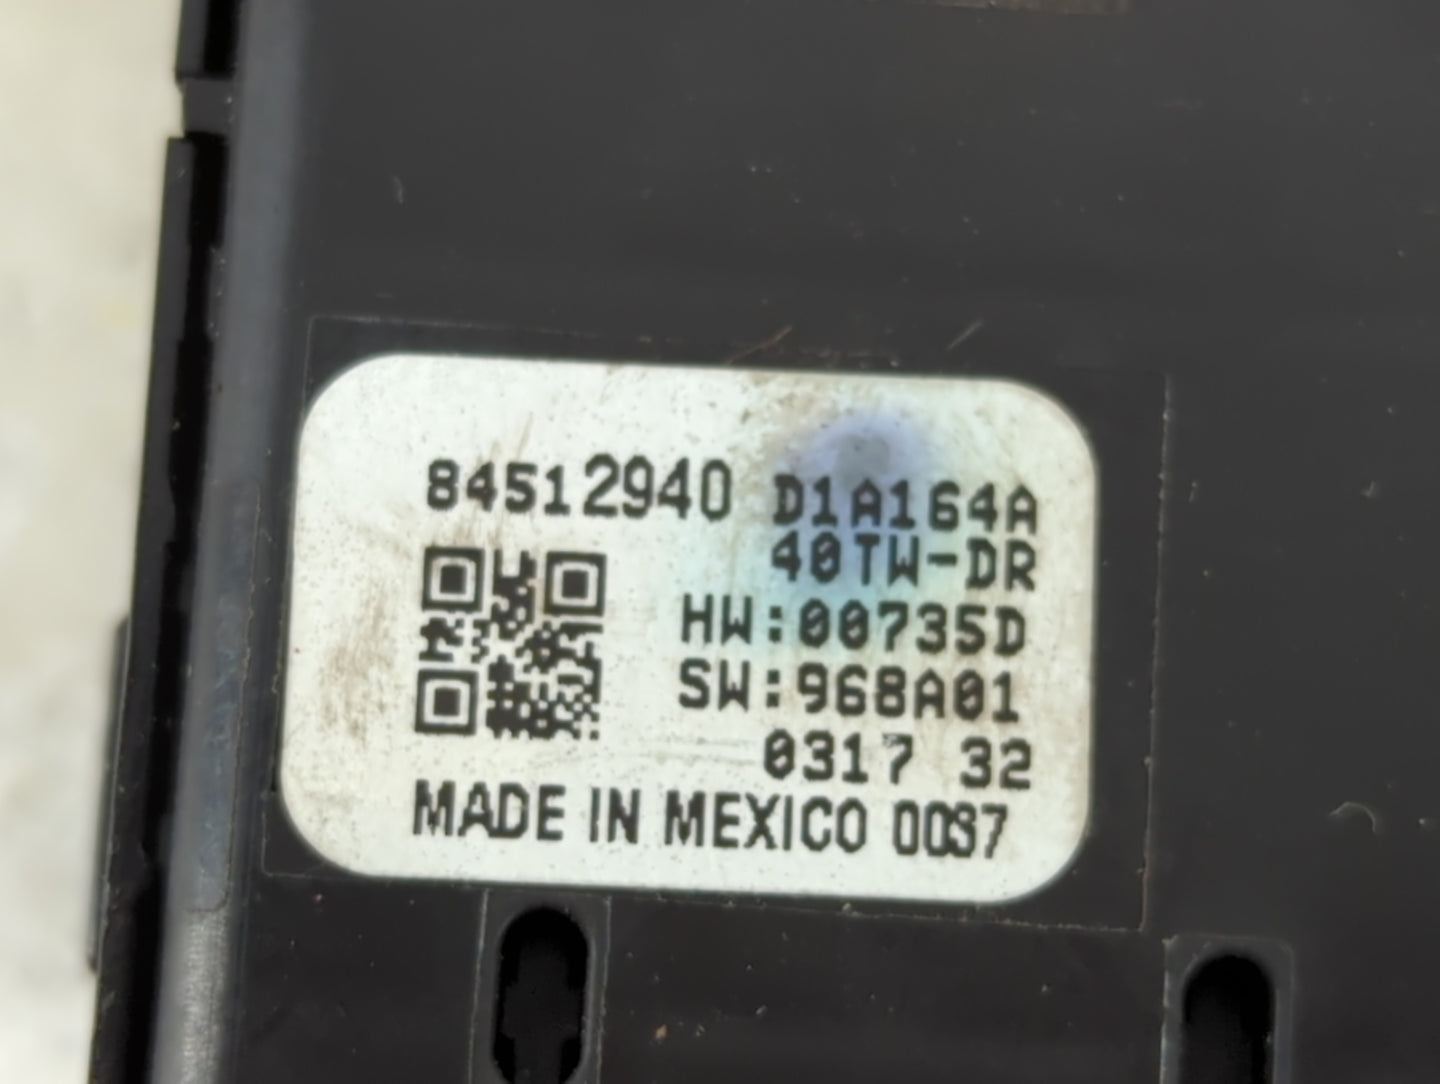 84512940 D1A164A
40TW-DR
HW:00735D
SW:968A01
0317 32
MADE IN MEXICO 0037